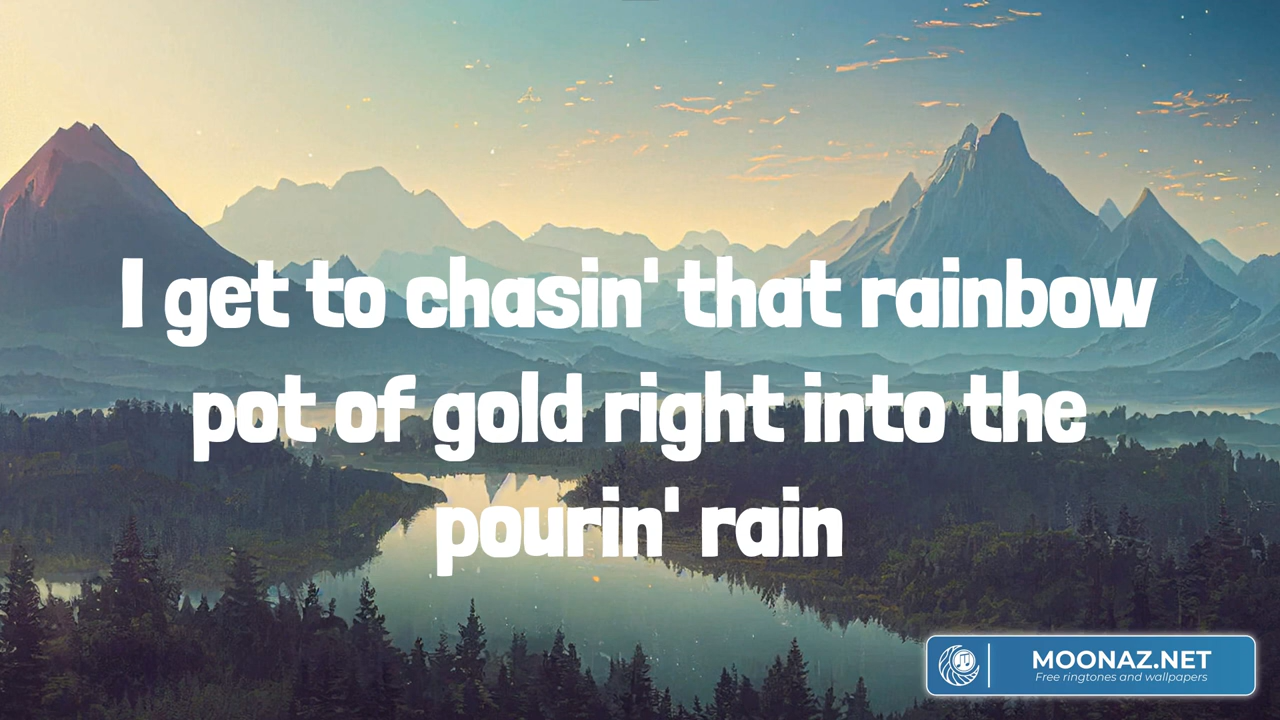 I get to chasin' that rainbow
pot of gold right into the
pourin' rain
MOONAZ.NET
Free ringtones and wallpapers